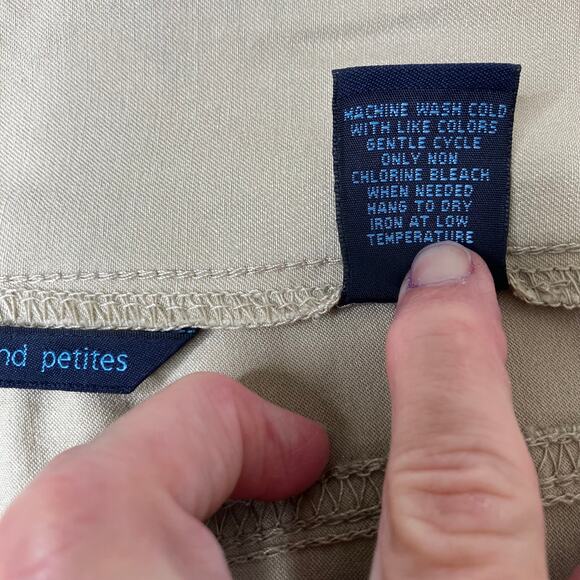 MACHINE WASH COLD
WITH LIKE COLORS
GENTLE CYCLE
ONLY NON
CHLORINE BLEACH
WHEN NEEDED
HANG TO DRY
IRON AT LOW
TEMPERATURE
nd petites